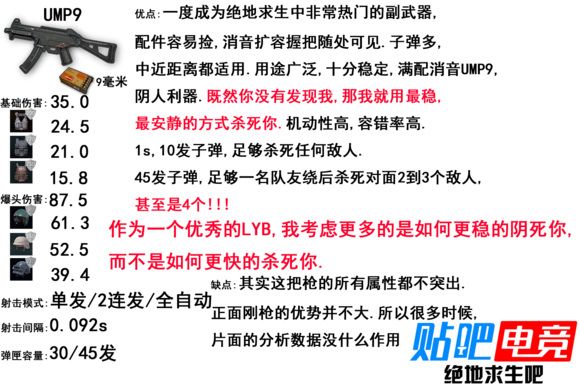 UMP9
9毫米
基础伤害:35.0
24.5
21.0
15.8
爆头伤害:87.5
61.3
52.5
39.4
射击模式:单发/2连发/全自动
射击间隔:0.092s
弹匣容量:30/45发
优点:一度成为绝地求生中非常热门的副武器,
配件容易捡,消音扩容握把随处可见.子弹多,
中近距离都适用.用途广泛,十分稳定,满配消音UMP9,
阴人利器.既然你没有发现我,那我就用最稳,
最安静的方式杀死你.机动性高,容错率高.
1s,10发子弹,足够杀死任何敌人.
45发子弹,足够一名队友绕后杀死对面2到3个敌人,
甚至是4个!!!
作为一个优秀的LYB,我考虑更多的是如何更稳的阴死你,
而不是如何更快的杀死你.
缺点:其实这把枪的所有属性都不突出.
正面刚枪的优势并不大.所以很多时候,
片面的分析数据没什么作用
贴吧电竞
绝地求生吧